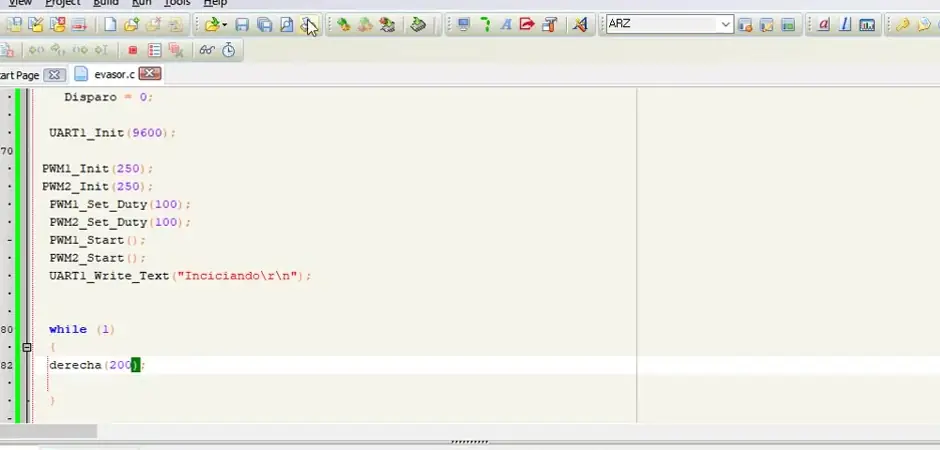 View Project Build Run Tools Help
ARZ
art Page evasor.c
Disparo = 0;
UART1_Init(9600);
70
PWM1_Init(250);
PWM2_Init(250);
PWM1_Set_Duty(100);
PWM2_Set_Duty(100);
PWM1_Start();
PWM2_Start();
UART1_Write_Text("Inciciando\r\n");
80 while (1)
{
82 derecha(200);
}